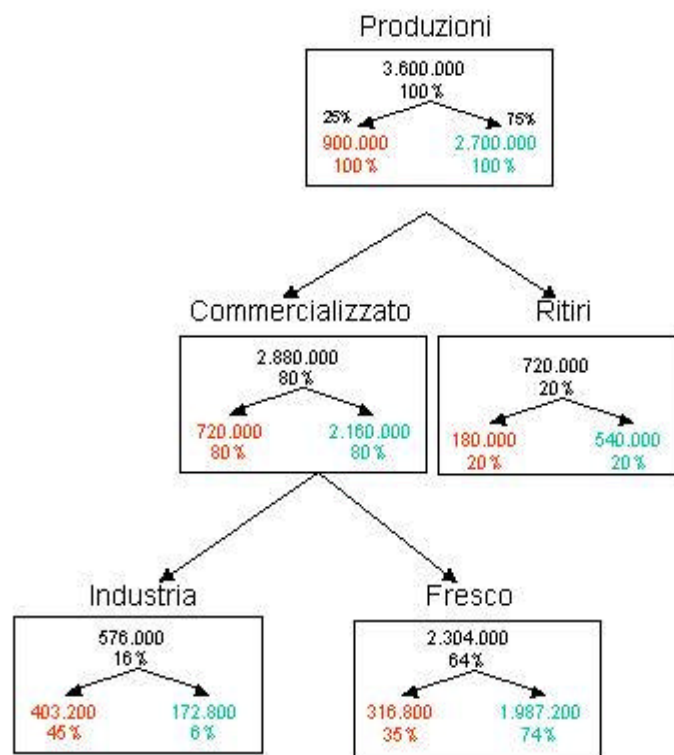 Produzioni
3.600.000
100%
25% 75%
900.000 2.700.000
100% 100%
Commercializzato Ritiri
2.880.000 720.000
80% 20%
720.000 2.160.000 180.000 540.000
80% 80% 20% 20%
Industria Fresco
576.000 2.304.000
16% 64%
403.200 172.800 316.800 1.987.200
45% 6% 35% 74%